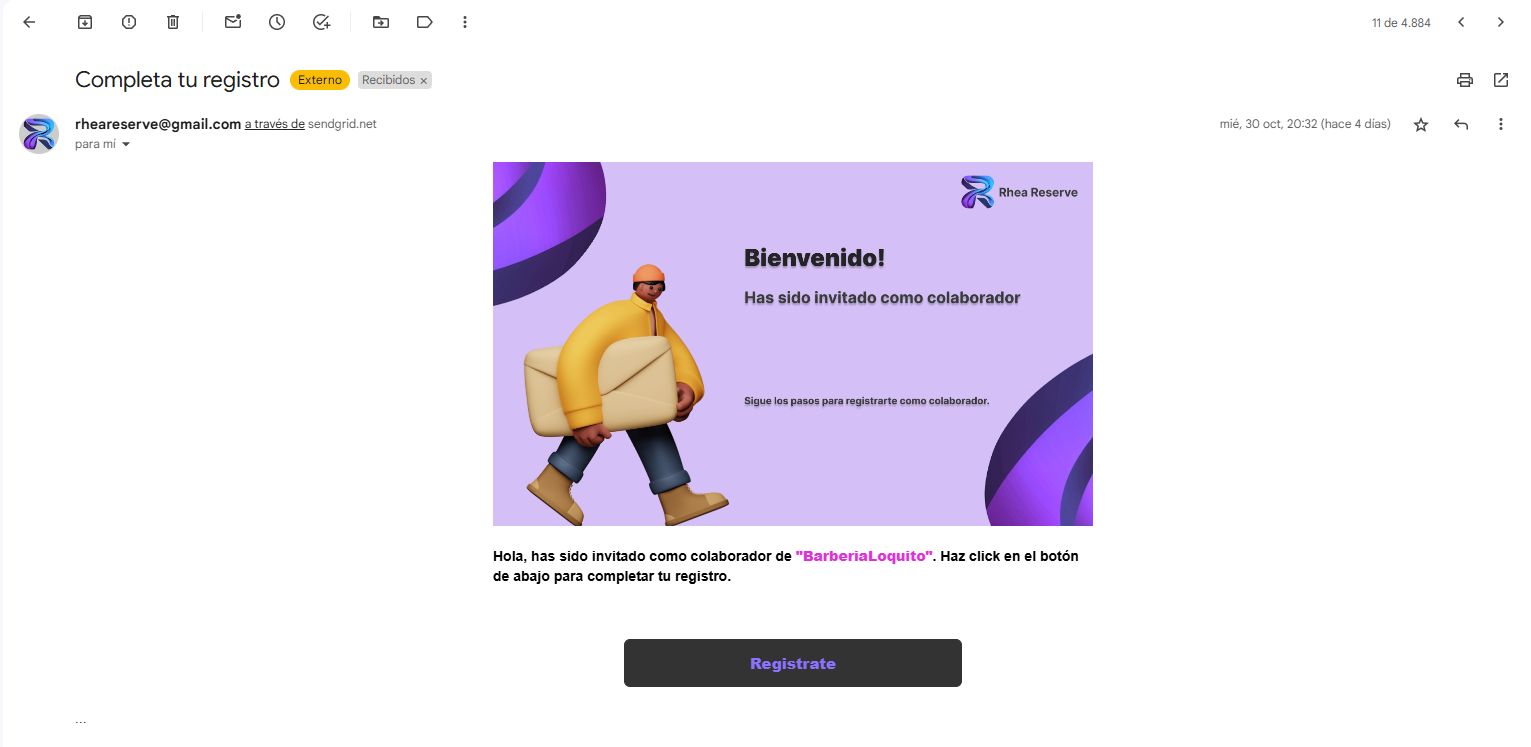 11 de 4.884
Completa tu registro Externo Recibidos ×
rheareserve@gmail.com a través de sendgrid.net
mié, 30 oct, 20:32 (hace 4 días)
para mí
Rhea Reserve
Bienvenido!
Has sido invitado como colaborador
Sigue los pasos para registrarte como colaborador.
Hola, has sido invitado como colaborador de "BarberiaLoquito". Haz click en el botón
de abajo para completar tu registro.
Registrate
...